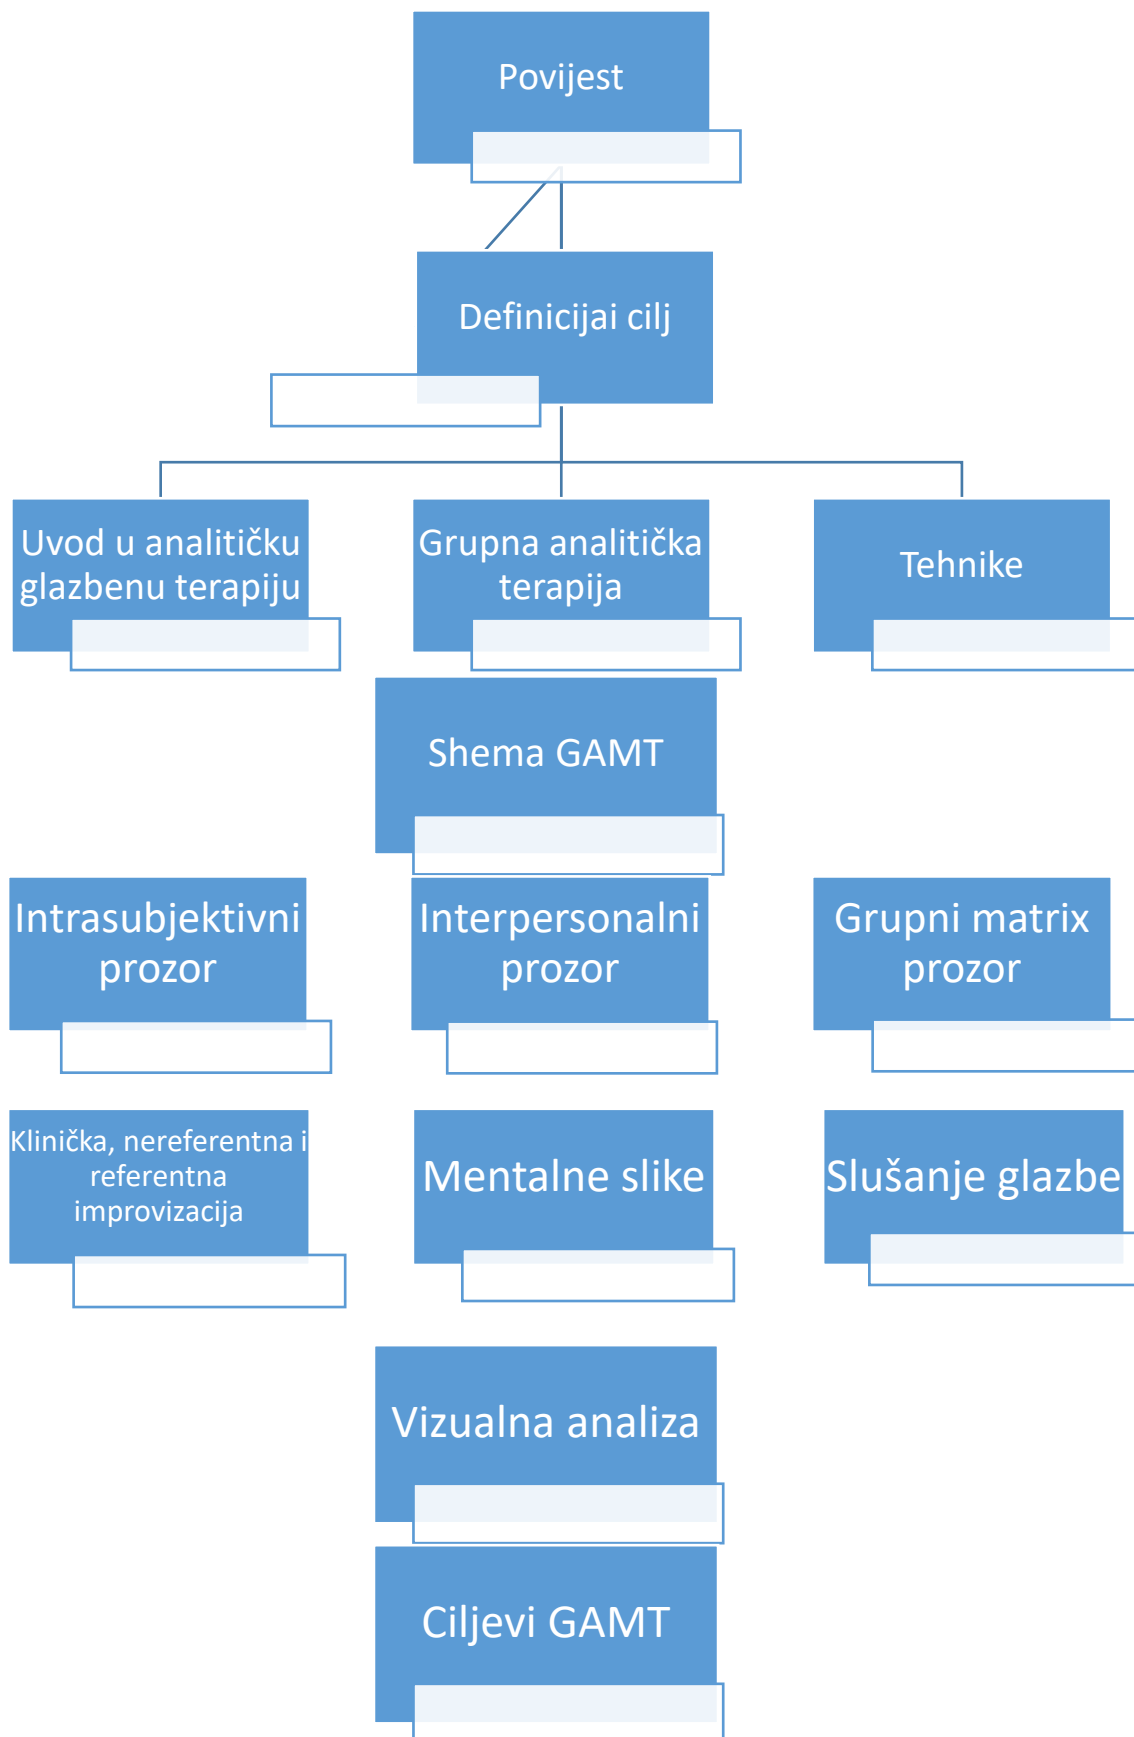 Povijest
Definicijai cilj
Uvod u analitičku
glazbenu terapiju
Grupna analitička
terapija
Tehnike
Shema GAMT
Intrasubjektivni
prozor
Interpersonalni
prozor
Grupni matrix
prozor
Klinička, nereferentna i
referentna
improvizacija
Mentalne slike
Slušanje glazbe
Vizualna analiza
Ciljevi GAMT